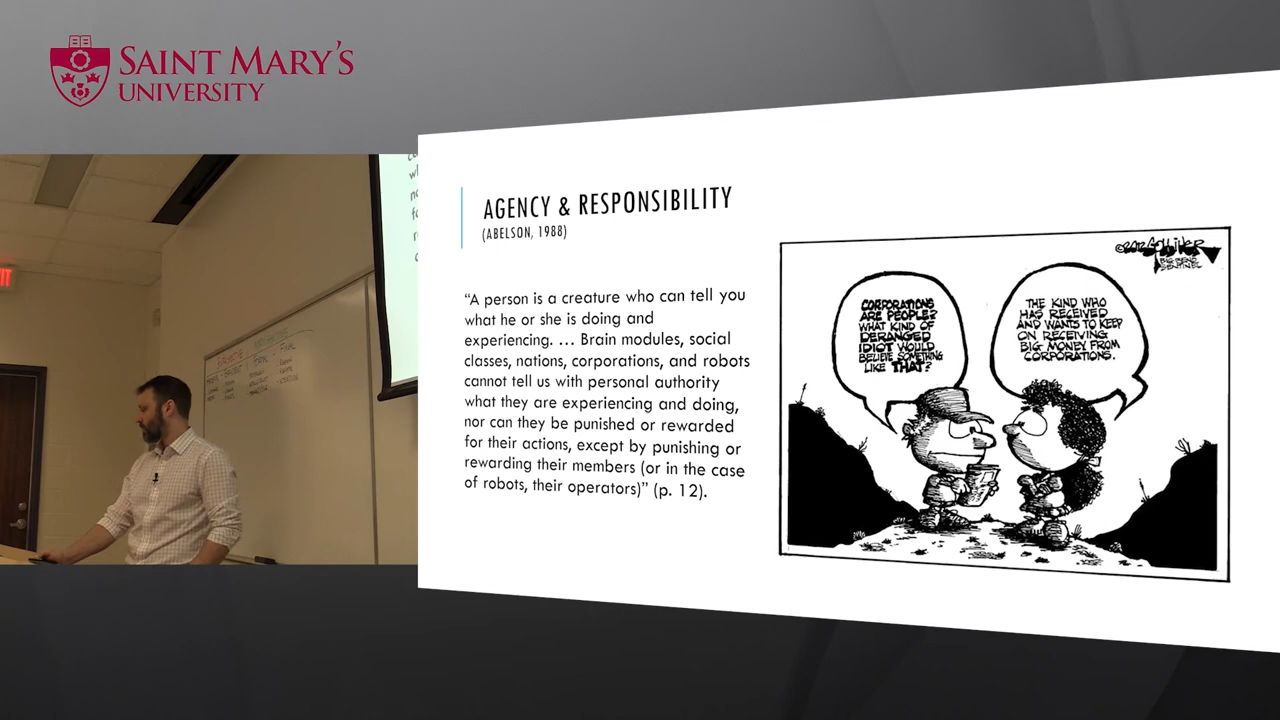 SAINT MARY'S
UNIVERSITY
AGENCY & RESPONSIBILITY
(ABELSON, 1988)
“A person is a creature who can tell you
what he or she is doing and
experiencing. … Brain modules, social
classes, nations, corporations, and robots
cannot tell us with personal authority
what they are experiencing and doing,
nor can they be punished or rewarded
for their actions, except by punishing or
rewarding their members (or in the case
of robots, their operators)” (p. 12).
CORPORATIONS
ARE PEOPLE?
WHAT KIND OF
DERANGED
IDIOT WOULD
BELIEVE SOMETHING
LIKE THAT?
THE KIND WHO
HAS RECEIVED
AND WANTS TO KEEP
ON RECEIVING
BIG MONEY FROM
CORPORATIONS.
BIG BEND
SENTINEL